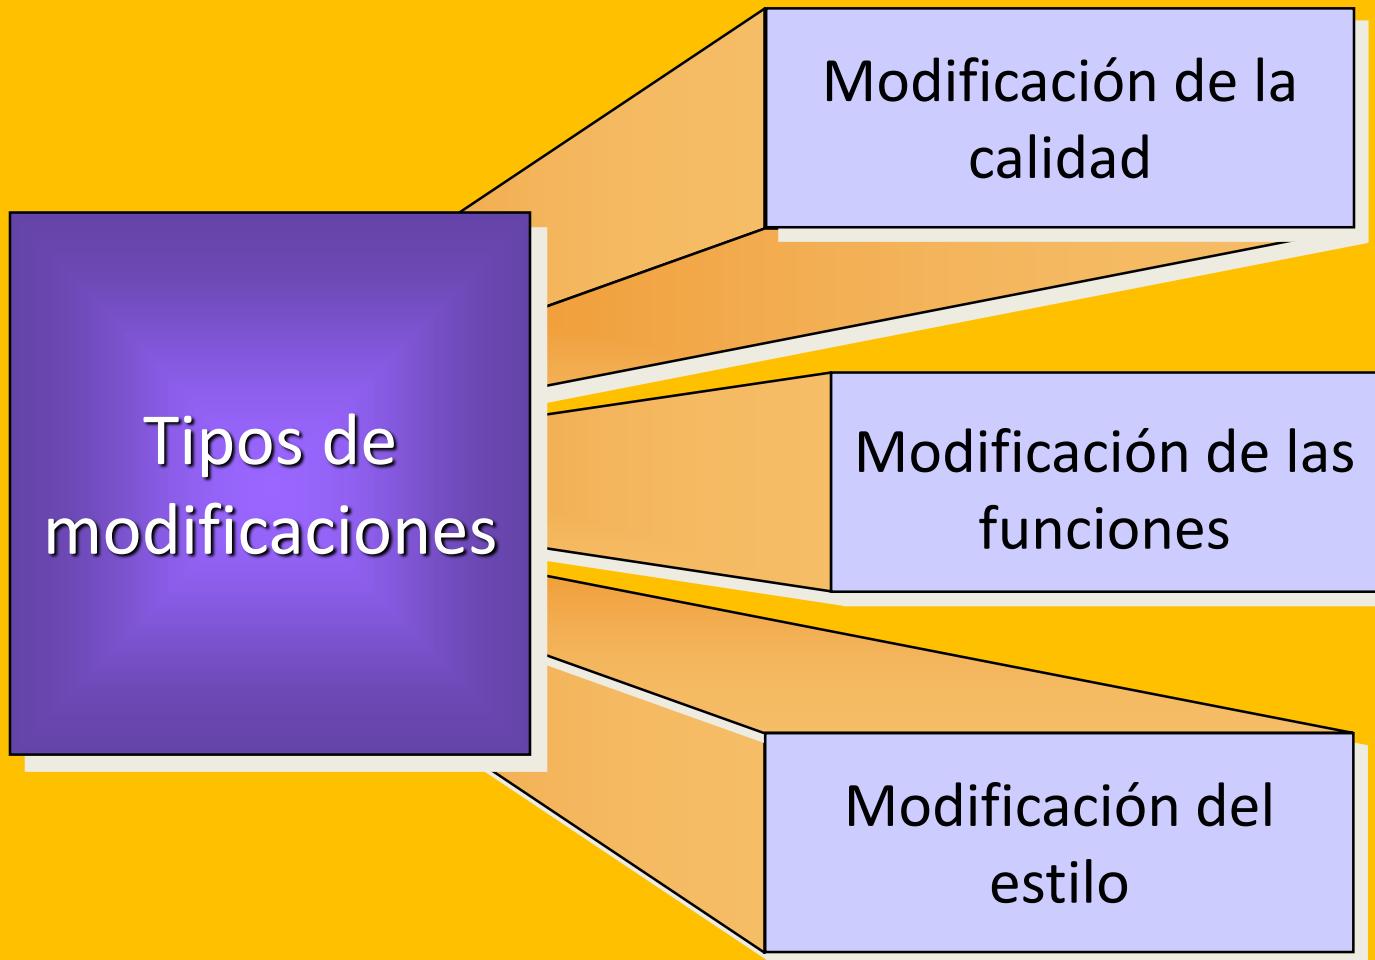 Tipos de
modificaciones
Modificación de la
calidad
Modificación de las
funciones
Modificación del
estilo